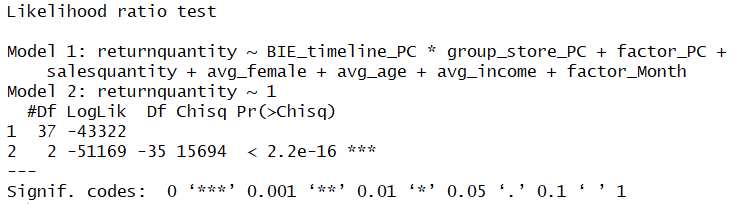 Likelihood ratio test

Model 1: returnquantity ~ BIE_timeline_PC * group_store_PC + factor_PC +
    salesquantity + avg_female + avg_age + avg_income + factor_Month
Model 2: returnquantity ~ 1
  #Df LogLik  Df Chisq Pr(>Chisq)
1  37 -43322
2   2 -51169 -35 15694  < 2.2e-16 ***
---
Signif. codes:  0 ‘***’ 0.001 ‘**’ 0.01 ‘*’ 0.05 ‘.’ 0.1 ‘ ’ 1